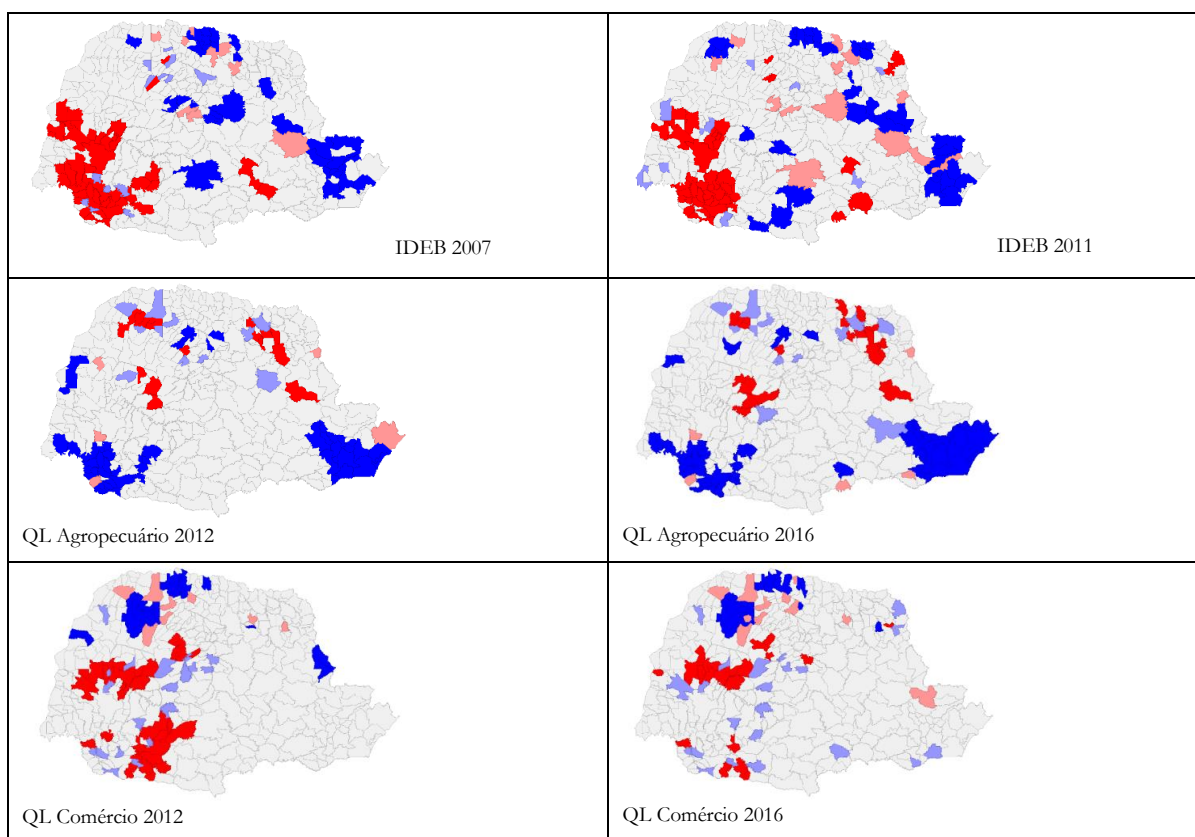 IDEB 2007
IDEB 2011
QL Agropecuário 2012
QL Agropecuário 2016
QL Comércio 2012
QL Comércio 2016